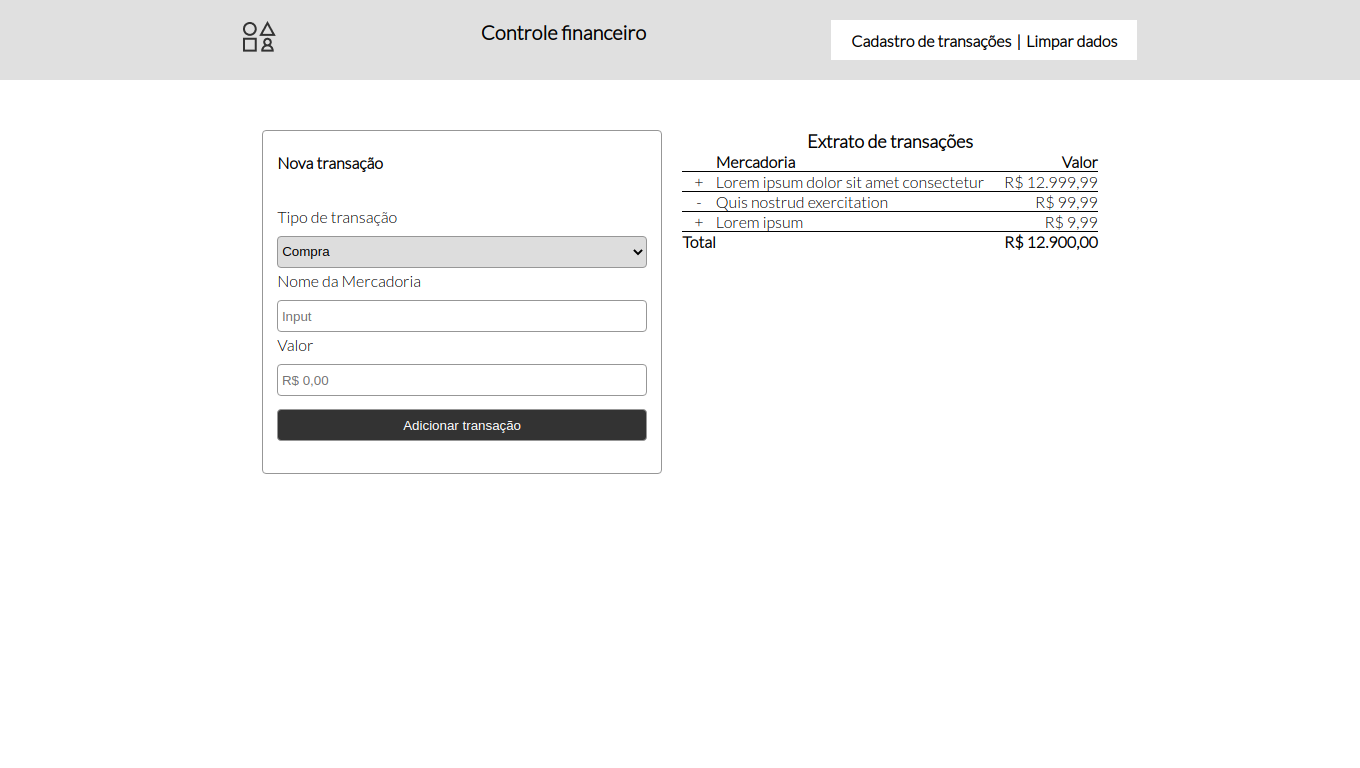 Controle financeiro
Cadastro de transações | Limpar dados
Nova transação
Tipo de transação
Compra
Nome da Mercadoria
Input
Valor
R$ 0,00
Adicionar transação
Extrato de transações
Mercadoria Valor
+ Lorem ipsum dolor sit amet consectetur R$ 12.999,99
- Quis nostrud exercitation R$ 99,99
+ Lorem ipsum R$ 9,99
Total R$ 12.900,00